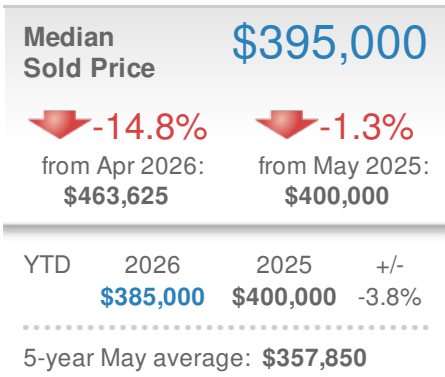 Median $395,000
Sold Price
-14.8% -1.3%
from Apr 2026: from May 2025:
$463,625 $400,000
YTD 2026 2025 +/-
$385,000 $400,000 -3.8%
5-year May average: $357,850